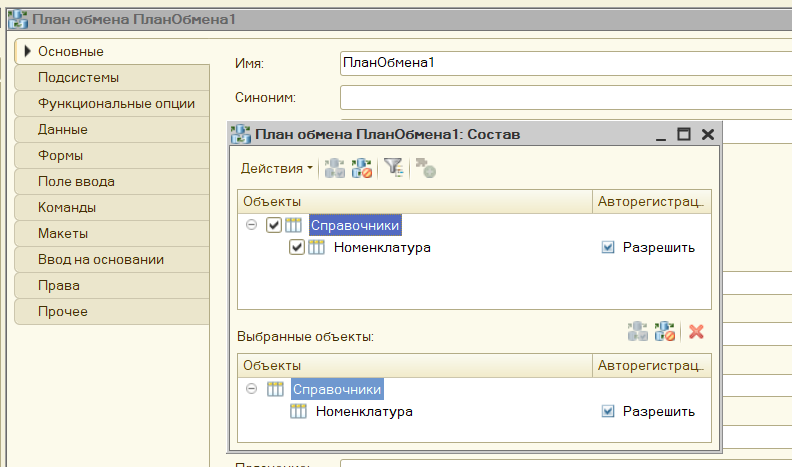 План обмена ПланОбмена1
Основные
Подсистемы
Функциональные опции
Данные
Формы
Поле ввода
Команды
Макеты
Ввод на основании
Права
Прочее
Имя:
ПланОбмена1
Синоним:
План обмена ПланОбмена1: Состав
Действия
Объекты
Авторегистрац..
Справочники
Номенклатура
Разрешить
Выбранные объекты:
Объекты
Авторегистрац..
Справочники
Номенклатура
Разрешить